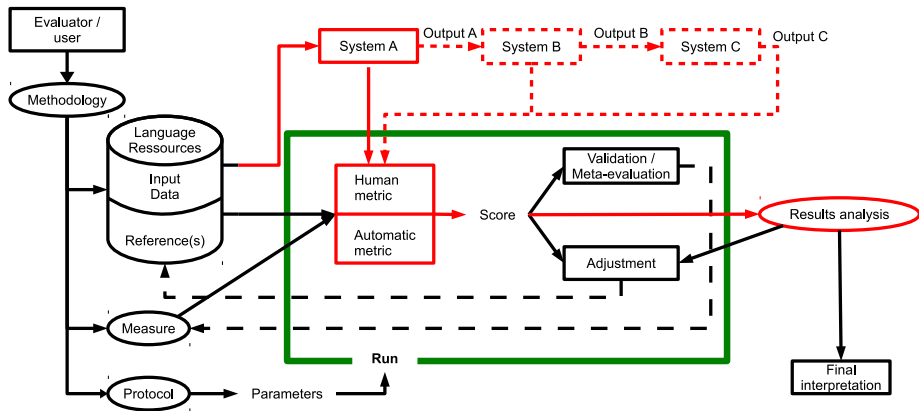 Evaluator /
user
System A
Output A
System B
Output B
System C
Output C
Methodology
Language
Ressources
Input
Data
Reference(s)
Human
metric
Automatic
metric
Score
Validation /
Meta-evaluation
Adjustment
Results analysis
Measure
Run
Protocol
Parameters
Final
interpretation